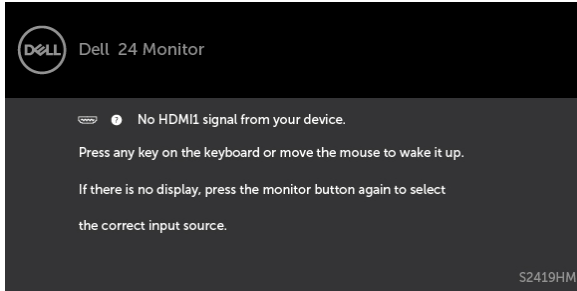 DELL
Dell 24 Monitor
? No HDMI1 signal from your device.
Press any key on the keyboard or move the mouse to wake it up.
If there is no display, press the monitor button again to select
the correct input source.
S2419HM